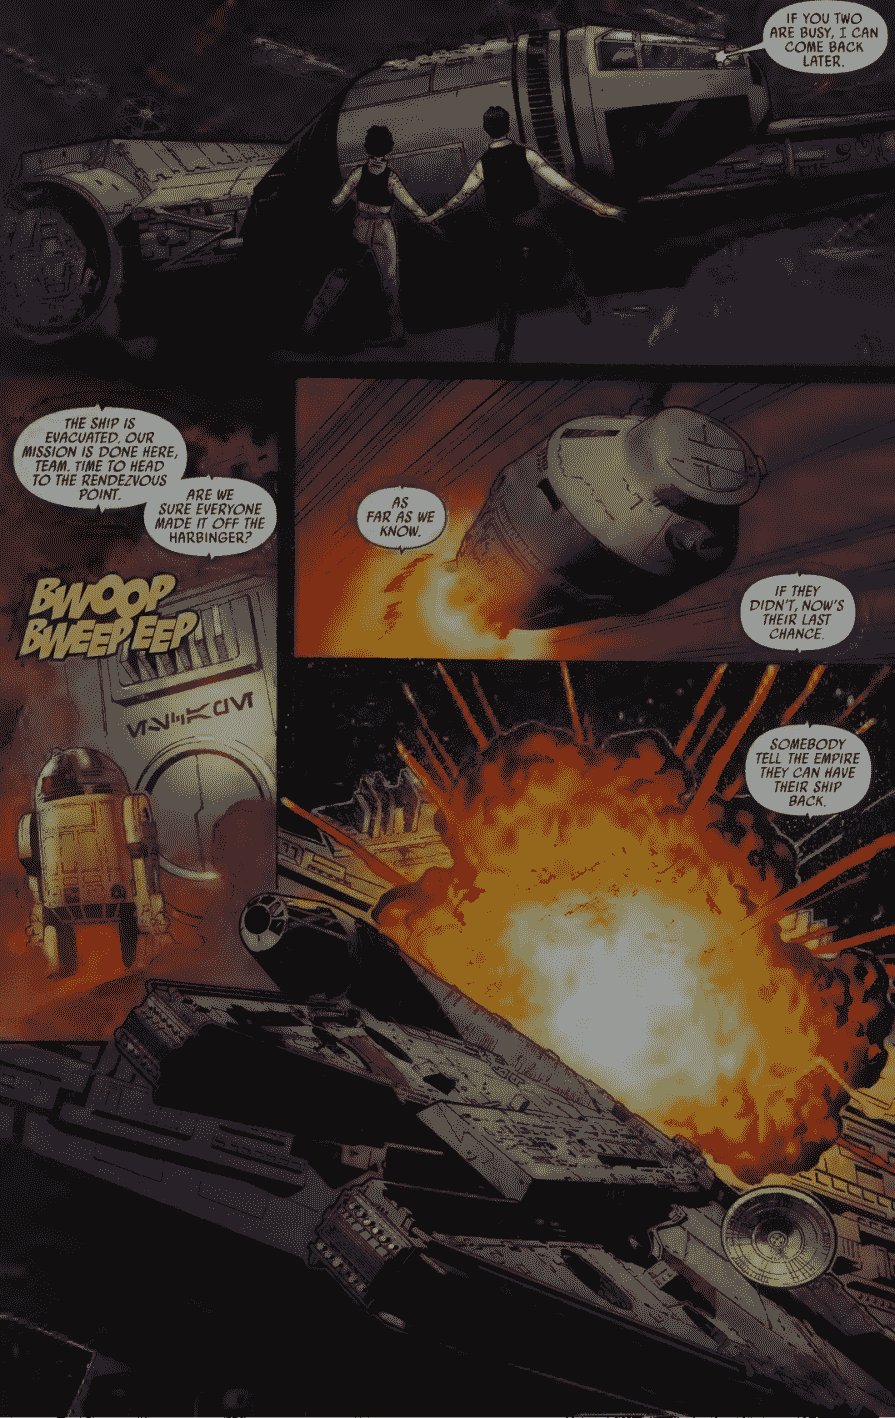 IF YOU TWO
ARE BUSY, I CAN
COME BACK
LATER.
THE SHIP IS
EVACUATED. OUR
MISSION IS DONE HERE,
TEAM. TIME TO HEAD
TO THE RENDEZVOUS
POINT.
ARE WE
SURE EVERYONE
MADE IT OFF THE
HARBINGER?
BWOOP
BWEEP EEP
AS
FAR AS WE
KNOW.
IF THEY
DIDN'T, NOW'S
THEIR LAST
CHANCE.
SOMEBODY
TELL THE EMPIRE
THEY CAN HAVE
THEIR SHIP
BACK.